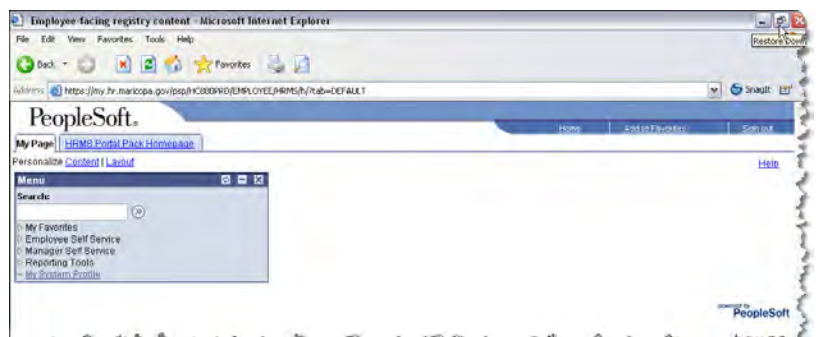 Employee-facing registry content - Microsoft Internet Explorer
File Edit View Favorites Tools Help
Restore Down
Back Favorites
Address https://my.hr.maricopa.gov/psp/HC800PRD/EMPLOYEE/HRMS/h/?tab=DEFAULT SnagIt
PeopleSoft.
Home Add to Favorites Sign out
My Page HRMS Portal Pack Homepage
Personalize Content | Layout Help
Menu
Search:
My Favorites
Employee Self Service
Manager Self Service
Reporting Tools
My System Profile
powered by
PeopleSoft